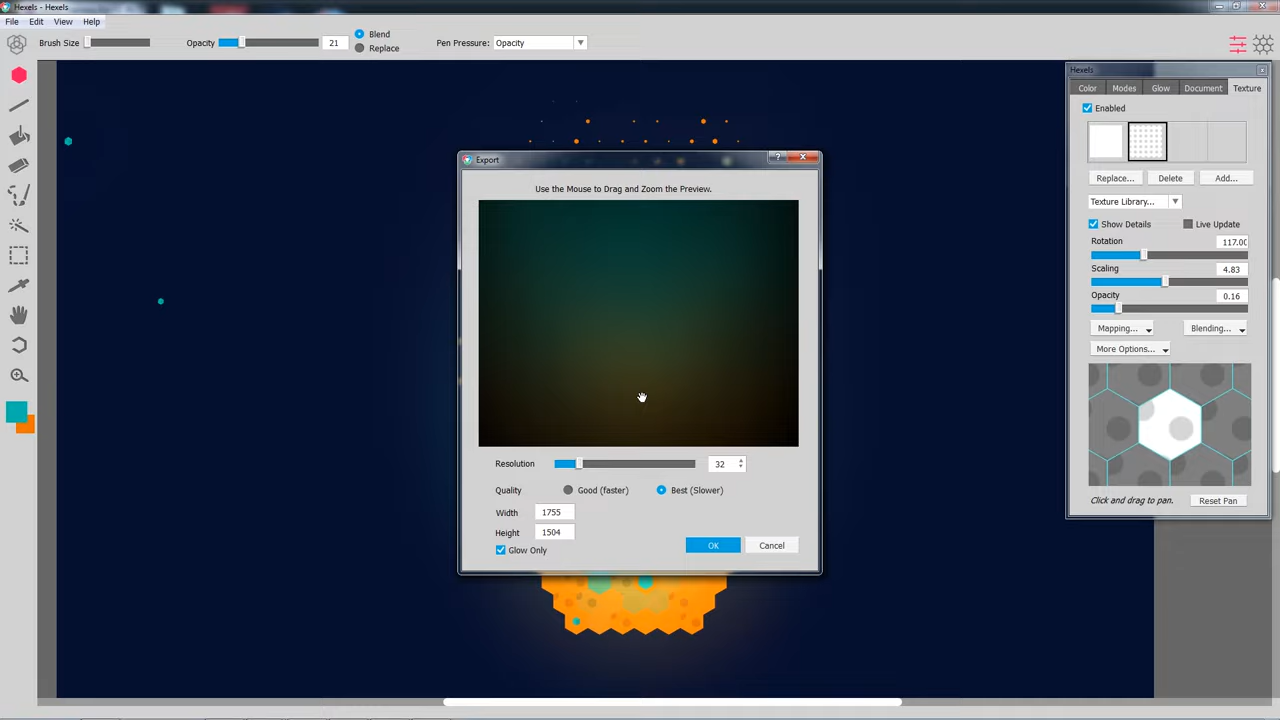 Hexels - Hexels
File Edit View Help
Brush Size Opacity 21 Blend Replace Pen Pressure: Opacity
Export
Use the Mouse to Drag and Zoom the Preview.
Resolution 32
Quality Good (faster) Best (Slower)
Width 1755
Height 1504
Glow Only
OK Cancel
Hexels
Color Modes Glow Document Texture
Enabled
Replace... Delete Add...
Texture Library...
Show Details Live Update
Rotation 117.00
Scaling 4.83
Opacity 0.16
Mapping... Blending...
More Options...
Click and drag to pan. Reset Pan